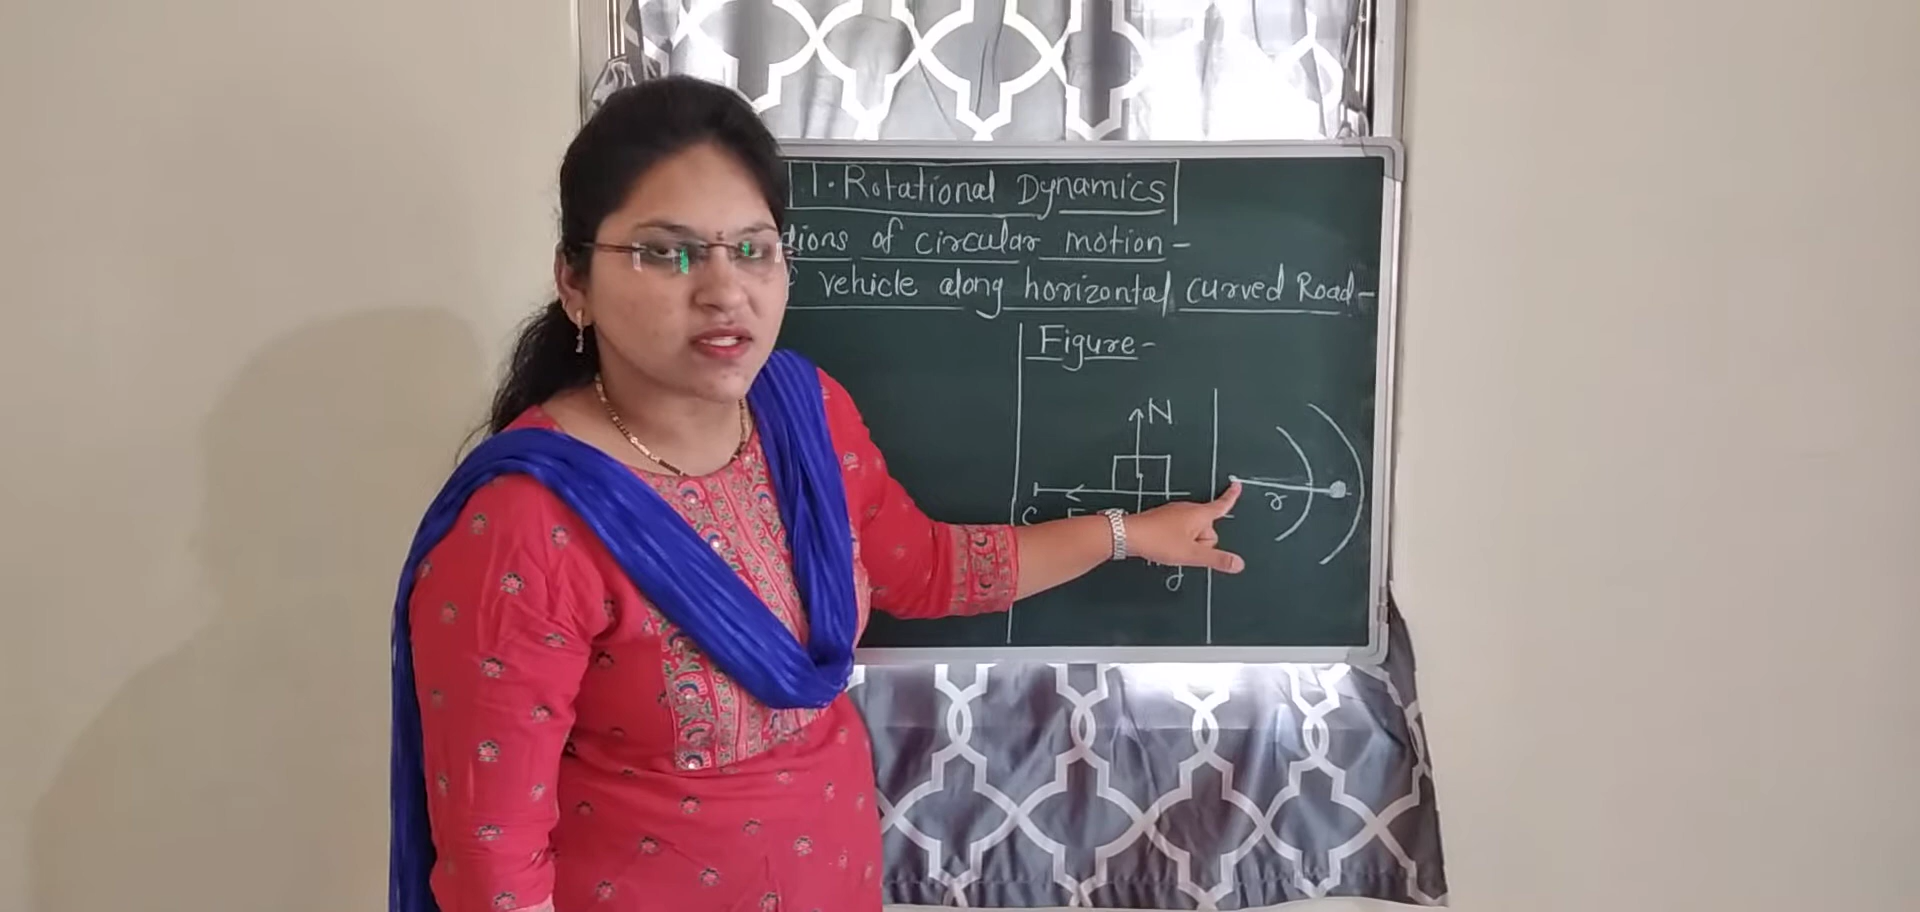 1. Rotational Dynamics
of circular motion -
vehicle along horizontal curved Road -
Figure -
N
r
C